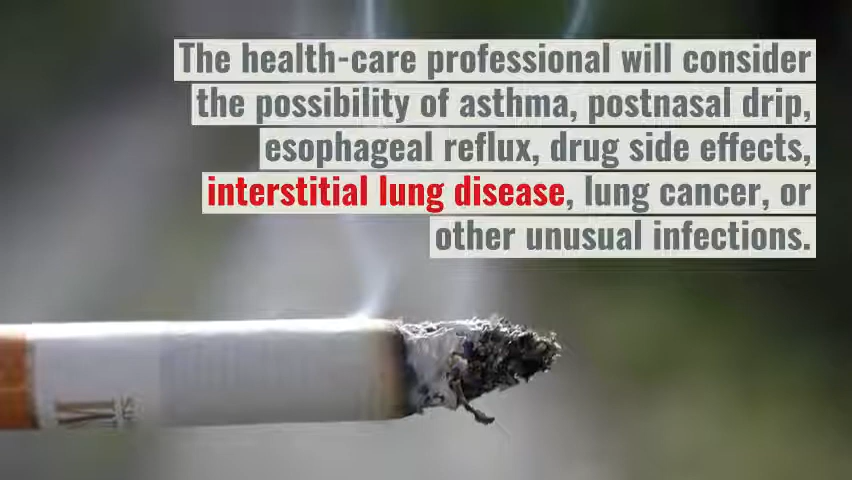 The health-care professional will consider
the possibility of asthma, postnasal drip,
esophageal reflux, drug side effects,
interstitial lung disease, lung cancer, or
other unusual infections.